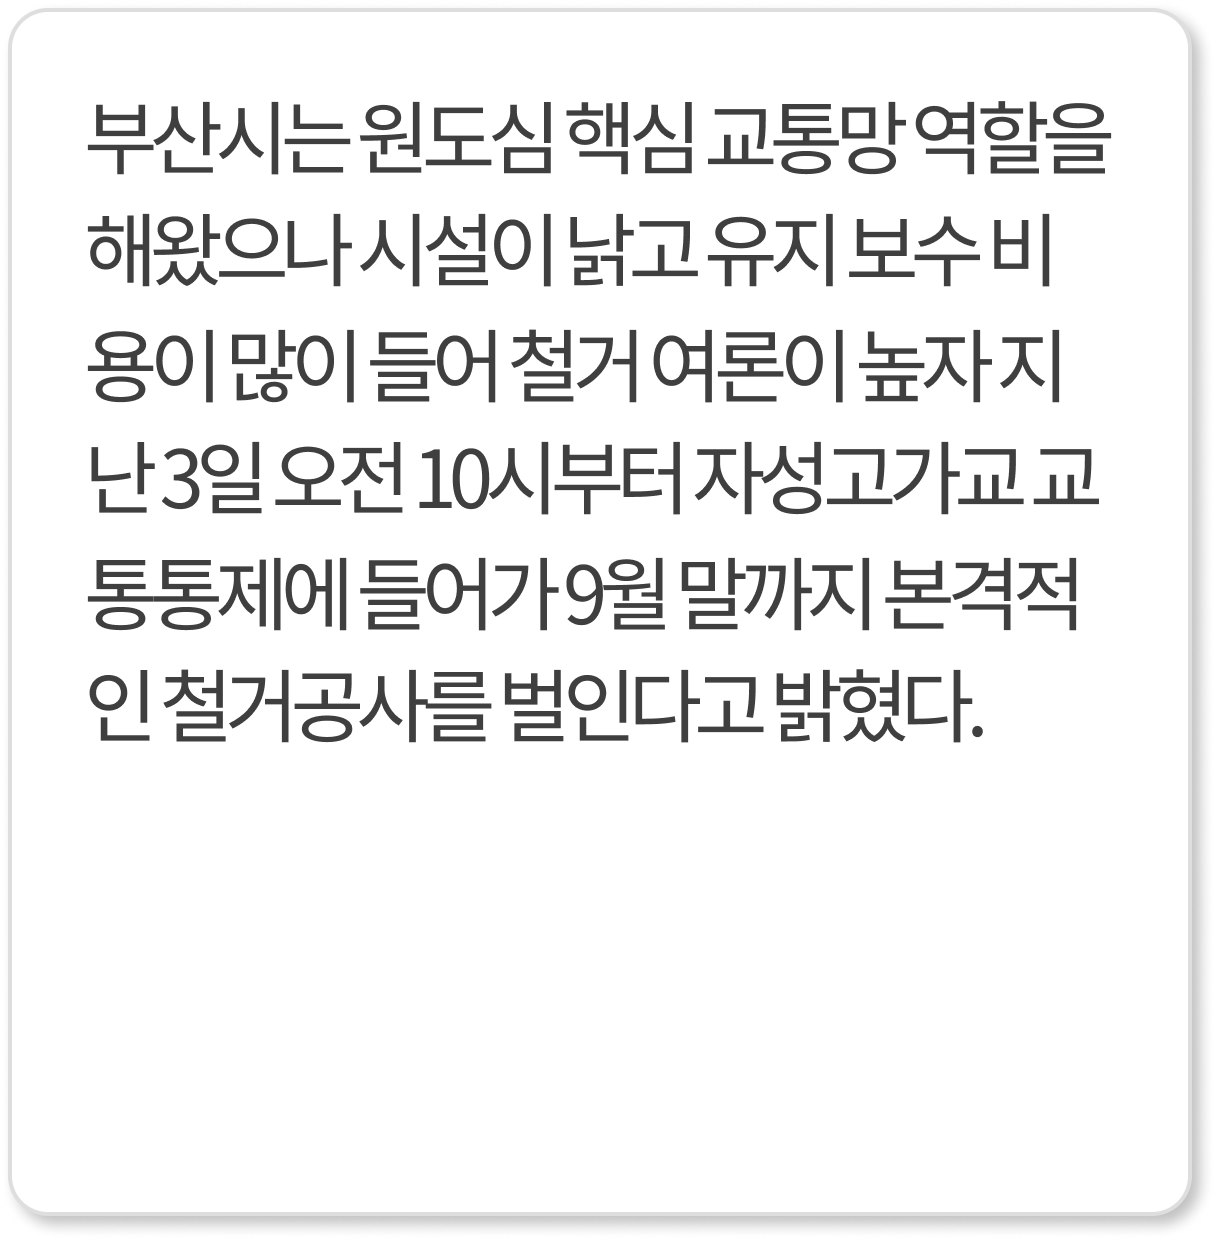 부산시는 원도심 핵심 교통망 역할을
해왔으나 시설이 낡고 유지 보수 비
용이 많이 들어 철거 여론이 높자 지
난 3일 오전 10시부터 자성고가교 교
통통제에 들어가 9월 말까지 본격적
인 철거공사를 벌인다고 밝혔다.